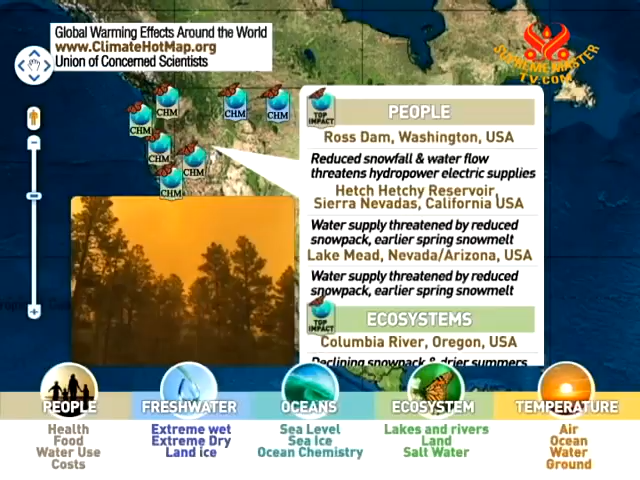 Global Warming Effects Around the World
www.ClimateHotMap.org
Union of Concerned Scientists
SUPREME MASTER
TV.COM
CHM
CHM
CHM
CHM
CHM
CHM
CHM
TOP
IMPACT
PEOPLE
Ross Dam, Washington, USA
Reduced snowfall & water flow
threatens hydropower electric supplies
Hetch Hetchy Reservoir,
Sierra Nevadas, California USA
Water supply threatened by reduced
snowpack, earlier spring snowmelt
Lake Mead, Nevada/Arizona, USA
Water supply threatened by reduced
snowpack, earlier spring snowmelt
TOP
IMPACT
ECOSYSTEMS
Columbia River, Oregon, USA
Declining snowpack & drier summers
PEOPLE
Health
Food
Water Use
Costs
FRESHWATER
Extreme wet
Extreme Dry
Land ice
OCEANS
Sea Level
Sea Ice
Ocean Chemistry
ECOSYSTEM
Lakes and rivers
Land
Salt Water
TEMPERATURE
Air
Ocean
Water
Ground